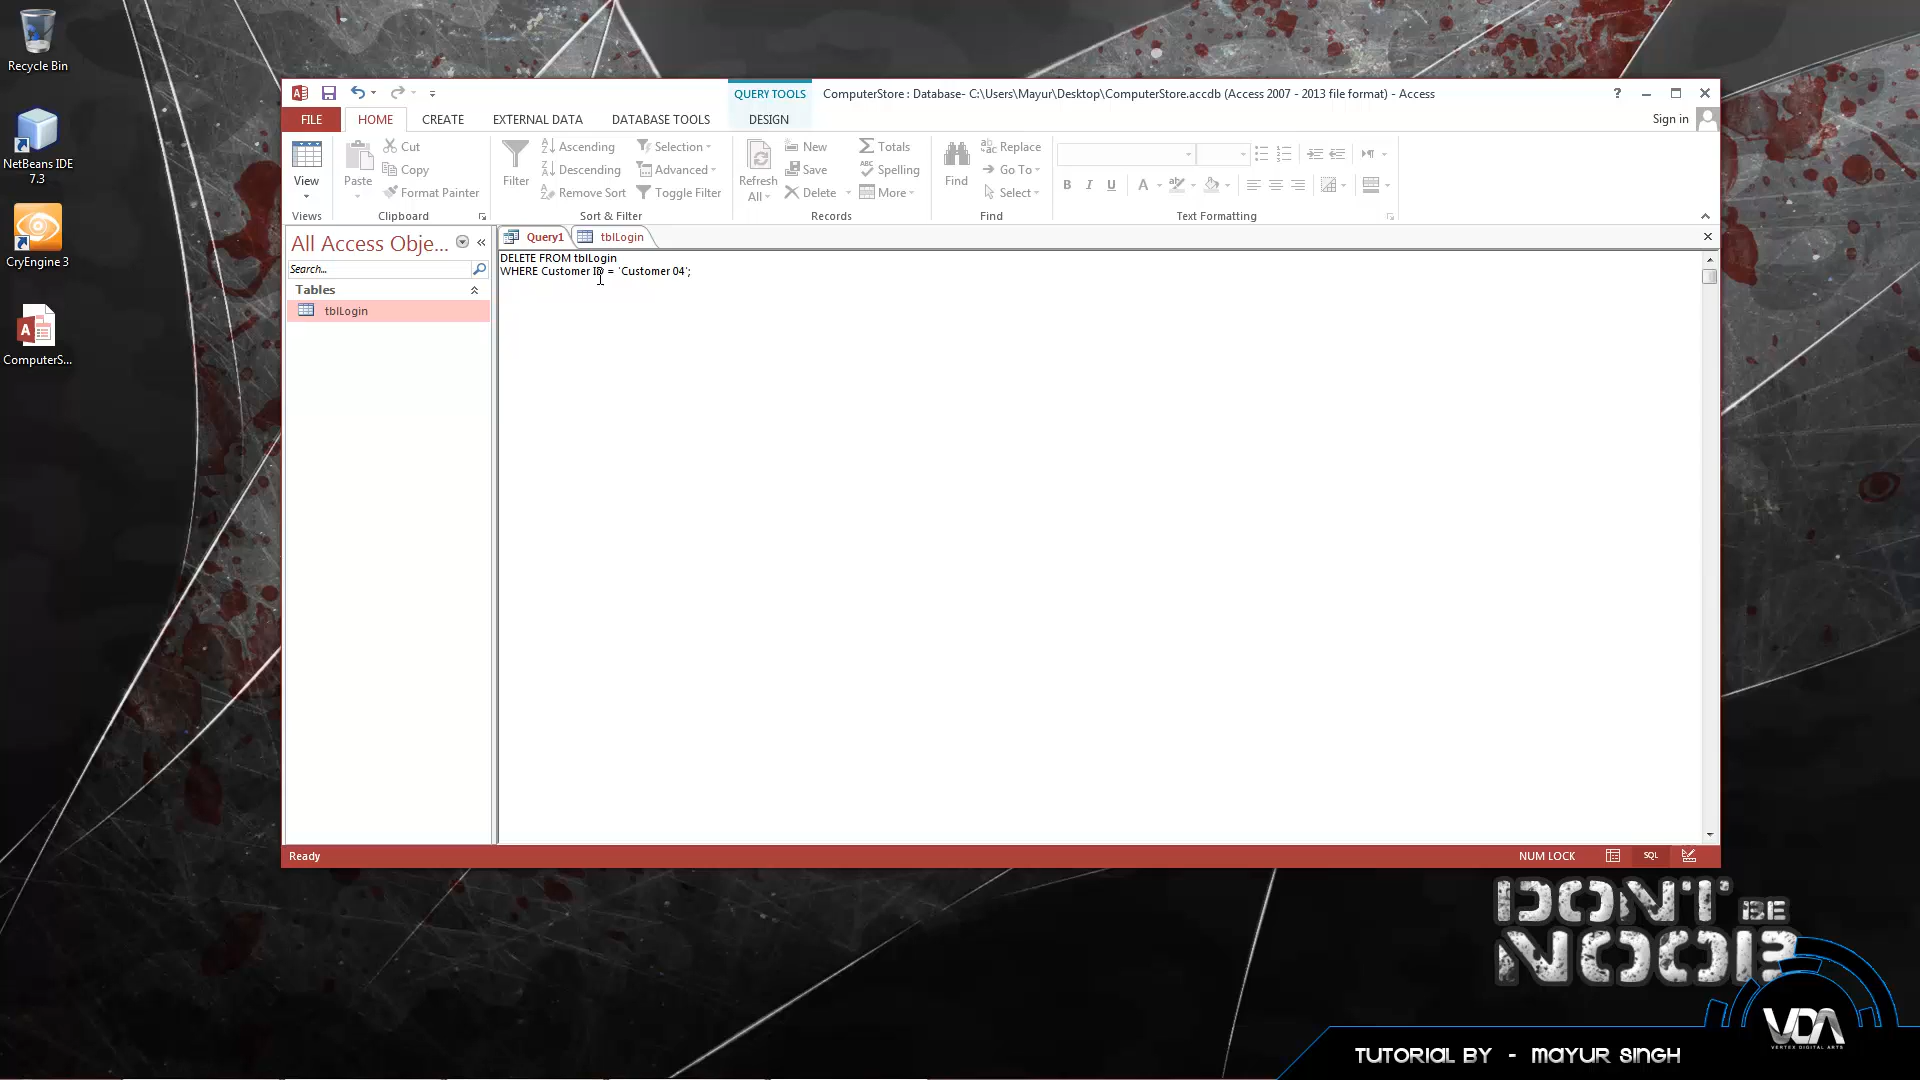 Recycle Bin
NetBeans IDE
7.3
CryEngine 3
ComputerS...
QUERY TOOLS
ComputerStore : Database- C:\Users\Mayur\Desktop\ComputerStore.accdb (Access 2007 - 2013 file format) - Access
?
FILE
HOME
CREATE
EXTERNAL DATA
DATABASE TOOLS
DESIGN
Sign in
View
Paste
Cut
Copy
Format Painter
Filter
Ascending
Descending
Remove Sort
Selection
Advanced
Toggle Filter
Refresh
All
New
Save
Delete
Totals
Spelling
More
Find
Replace
Go To
Select
B I U A
Views
Clipboard
Sort & Filter
Records
Find
Text Formatting
All Access Obje...
Search...
Tables
tblLogin
Query1
tblLogin
DELETE FROM tblLogin
WHERE Customer ID = 'Customer 04';
Ready
NUM LOCK
SQL
DONT BE
NOOB
VDA
VERTEX DIGITAL ARTS
TUTORIAL BY - MAYUR SINGH